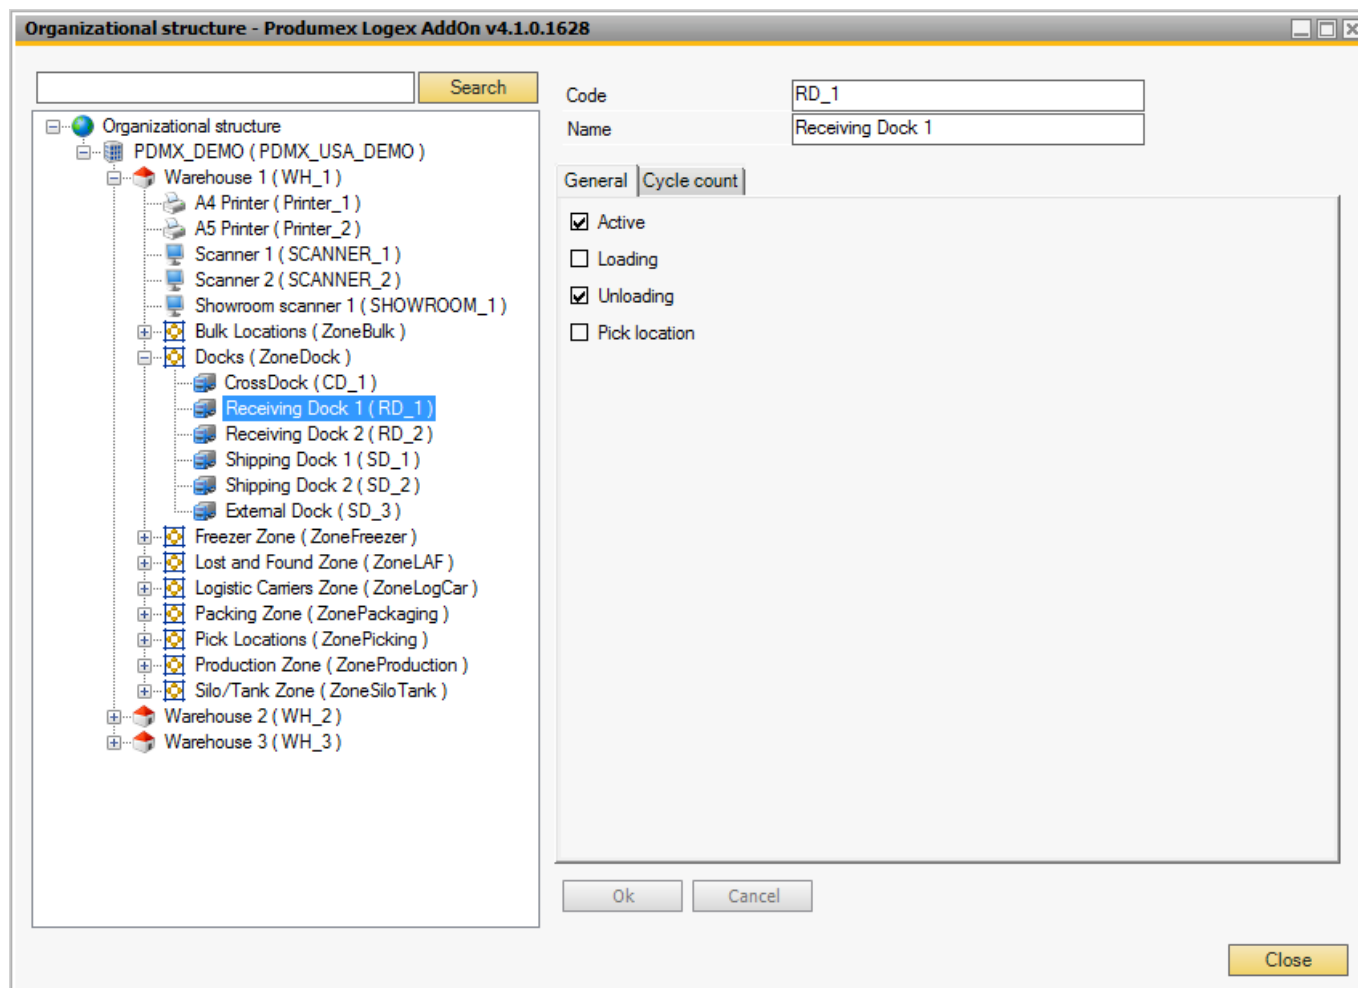 Organizational structure - Produmex Logex AddOn v4.1.0.1628
Search
Organizational structure
PDMX_DEMO ( PDMX_USA_DEMO )
Warehouse 1 ( WH_1 )
A4 Printer ( Printer_1 )
A5 Printer ( Printer_2 )
Scanner 1 ( SCANNER_1 )
Scanner 2 ( SCANNER_2 )
Showroom scanner 1 ( SHOWROOM_1 )
Bulk Locations ( ZoneBulk )
Docks ( ZoneDock )
CrossDock ( CD_1 )
Receiving Dock 1 ( RD_1 )
Receiving Dock 2 ( RD_2 )
Shipping Dock 1 ( SD_1 )
Shipping Dock 2 ( SD_2 )
External Dock ( SD_3 )
Freezer Zone ( ZoneFreezer )
Lost and Found Zone ( ZoneLAF )
Logistic Carriers Zone ( ZoneLogCar )
Packing Zone ( ZonePackaging )
Pick Locations ( ZonePicking )
Production Zone ( ZoneProduction )
Silo/Tank Zone ( ZoneSiloTank )
Warehouse 2 ( WH_2 )
Warehouse 3 ( WH_3 )
Code RD_1
Name Receiving Dock 1
General Cycle count
Active
Loading
Unloading
Pick location
Ok Cancel
Close